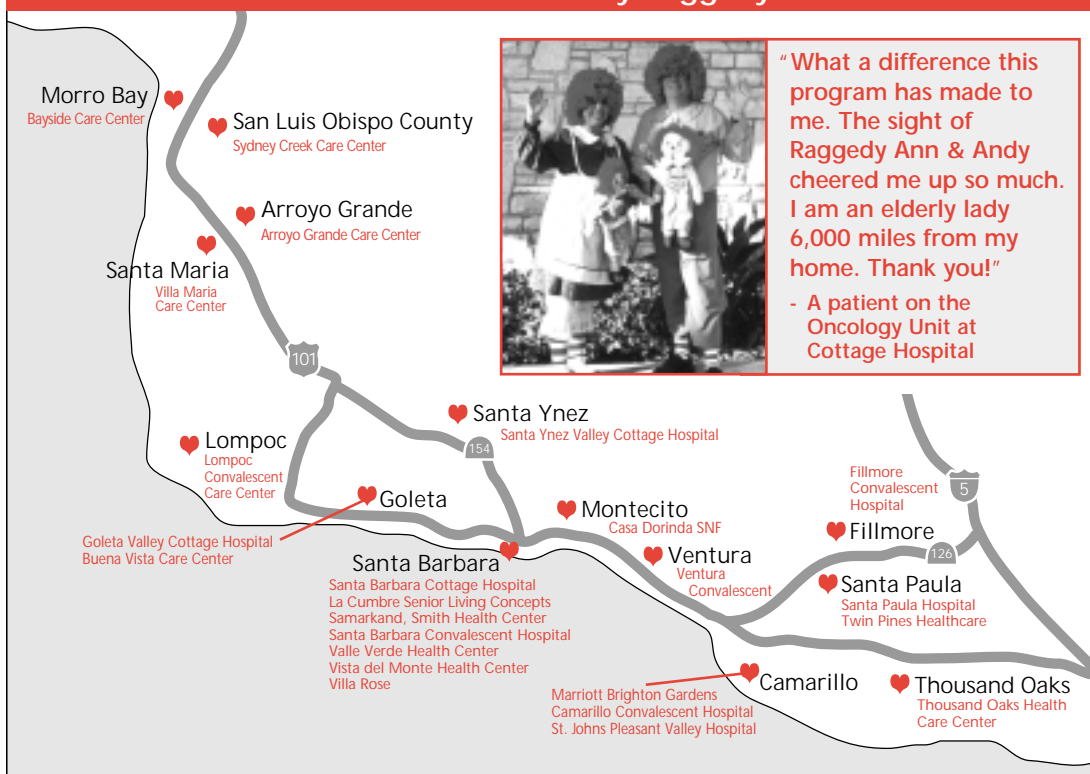 Morro Bay
Bayside Care Center
San Luis Obispo County
Sydney Creek Care Center
Arroyo Grande
Arroyo Grande Care Center
Santa Maria
Villa Maria
Care Center
"What a difference this
program has made to
me. The sight of
Raggedy Ann & Andy
cheered me up so much.
I am an elderly lady
6,000 miles from my
home. Thank you!"
- A patient on the
Oncology Unit at
Cottage Hospital
101
Santa Ynez
Santa Ynez Valley Cottage Hospital
154
Lompoc
Lompoc
Convalescent
Care Center
Goleta
Goleta Valley Cottage Hospital
Buena Vista Care Center
Santa Barbara
Santa Barbara Cottage Hospital
La Cumbre Senior Living Concepts
Samarkand, Smith Health Center
Santa Barbara Convalescent Hospital
Valle Verde Health Center
Vista del Monte Health Center
Villa Rose
Montecito
Casa Dorinda SNF
Ventura
Ventura
Convalescent
Fillmore
Convalescent
Hospital
Fillmore
5
126
Santa Paula
Santa Paula Hospital
Twin Pines Healthcare
Camarillo
Marriott Brighton Gardens
Camarillo Convalescent Hospital
St. Johns Pleasant Valley Hospital
Thousand Oaks
Thousand Oaks Health
Care Center